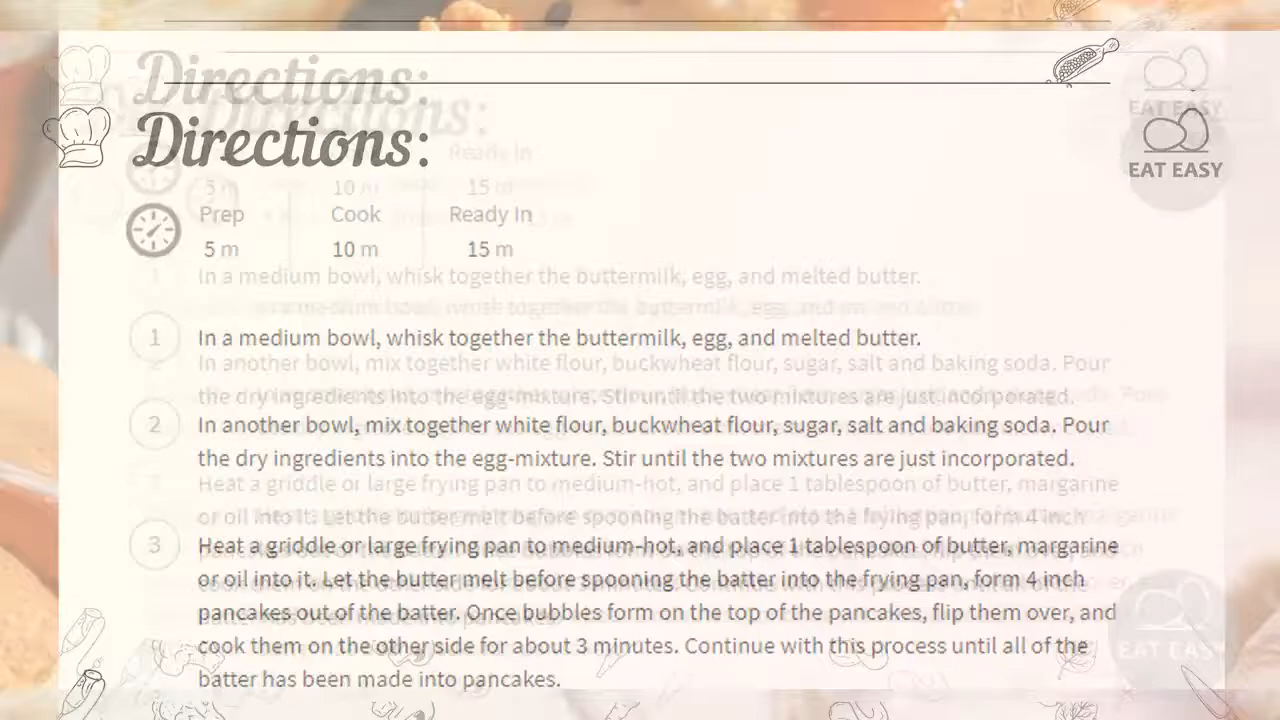 Directions:
EAT EASY
Prep Cook Ready In
5 m 10 m 15 m
1 In a medium bowl, whisk together the buttermilk, egg, and melted butter.
2 In another bowl, mix together white flour, buckwheat flour, sugar, salt and baking soda. Pour
the dry ingredients into the egg-mixture. Stir until the two mixtures are just incorporated.
3 Heat a griddle or large frying pan to medium-hot, and place 1 tablespoon of butter, margarine
or oil into it. Let the butter melt before spooning the batter into the frying pan, form 4 inch
pancakes out of the batter. Once bubbles form on the top of the pancakes, flip them over, and
cook them on the other side for about 3 minutes. Continue with this process until all of the
batter has been made into pancakes.
EAT EASY